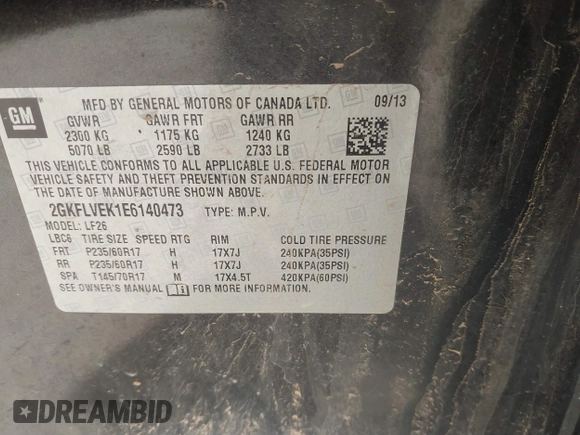 GM
MFD BY GENERAL MOTORS OF CANADA LTD. 09/13
GVWR GAWR FRT GAWR RR
2300 KG 1175 KG 1240 KG
5070 LB 2590 LB 2733 LB
THIS VEHICLE CONFORMS TO ALL APPLICABLE U.S. FEDERAL MOTOR
VEHICLE SAFETY AND THEFT PREVENTION STANDARDS IN EFFECT ON
THE DATE OF MANUFACTURE SHOWN ABOVE.
2GKFLVEK1E6140473 TYPE: M.P.V.
MODEL: LF26
LBC6 TIRE SIZE SPEED RTG RIM COLD TIRE PRESSURE
FRT P235/60R17 H 17X7J 240KPA(35PSI)
RR P235/60R17 H 17X7J 240KPA(35PSI)
SPA T145/70R17 M 17X4.5T 420KPA(60PSI)
SEE OWNER'S MANUAL FOR MORE INFORMATION.
DREAMBID